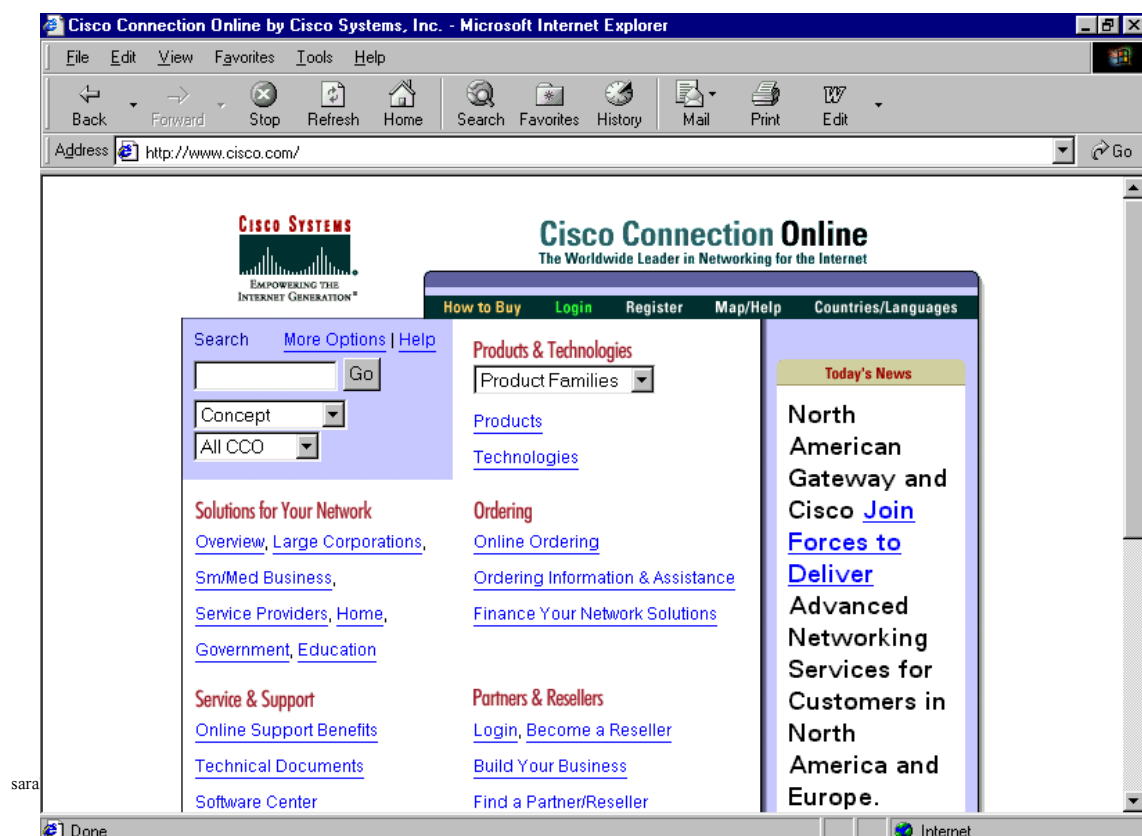 Cisco Connection Online by Cisco Systems, Inc. - Microsoft Internet Explorer
File Edit View Favorites Tools Help
Back Forward Stop Refresh Home Search Favorites History Mail Print Edit
Address http://www.cisco.com/ Go
CISCO SYSTEMS
EMPOWERING THE
INTERNET GENERATION
Cisco Connection Online
The Worldwide Leader in Networking for the Internet
How to Buy Login Register Map/Help Countries/Languages
Search More Options | Help
Go
Concept
All CCO
Products & Technologies
Product Families
Products
Technologies
Solutions for Your Network
Overview, Large Corporations,
Sm/Med Business,
Service Providers, Home,
Government, Education
Ordering
Online Ordering
Ordering Information & Assistance
Finance Your Network Solutions
Service & Support
Online Support Benefits
Technical Documents
Software Center
Partners & Resellers
Login, Become a Reseller
Build Your Business
Find a Partner/Reseller
Today's News
North
American
Gateway and
Cisco Join
Forces to
Deliver
Advanced
Networking
Services for
Customers in
North
America and
Europe.
sara
Done Internet